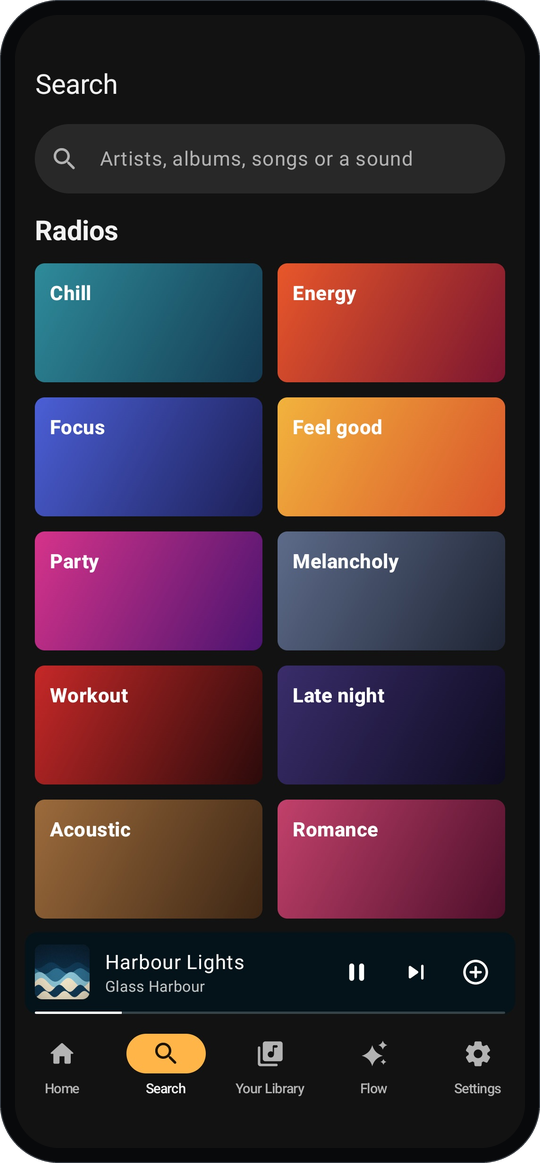 Search
Artists, albums, songs or a sound
Radios
Chill
Energy
Focus
Feel good
Party
Melancholy
Workout
Late night
Acoustic
Romance
Harbour Lights
Glass Harbour
Home
Search
Your Library
Flow
Settings